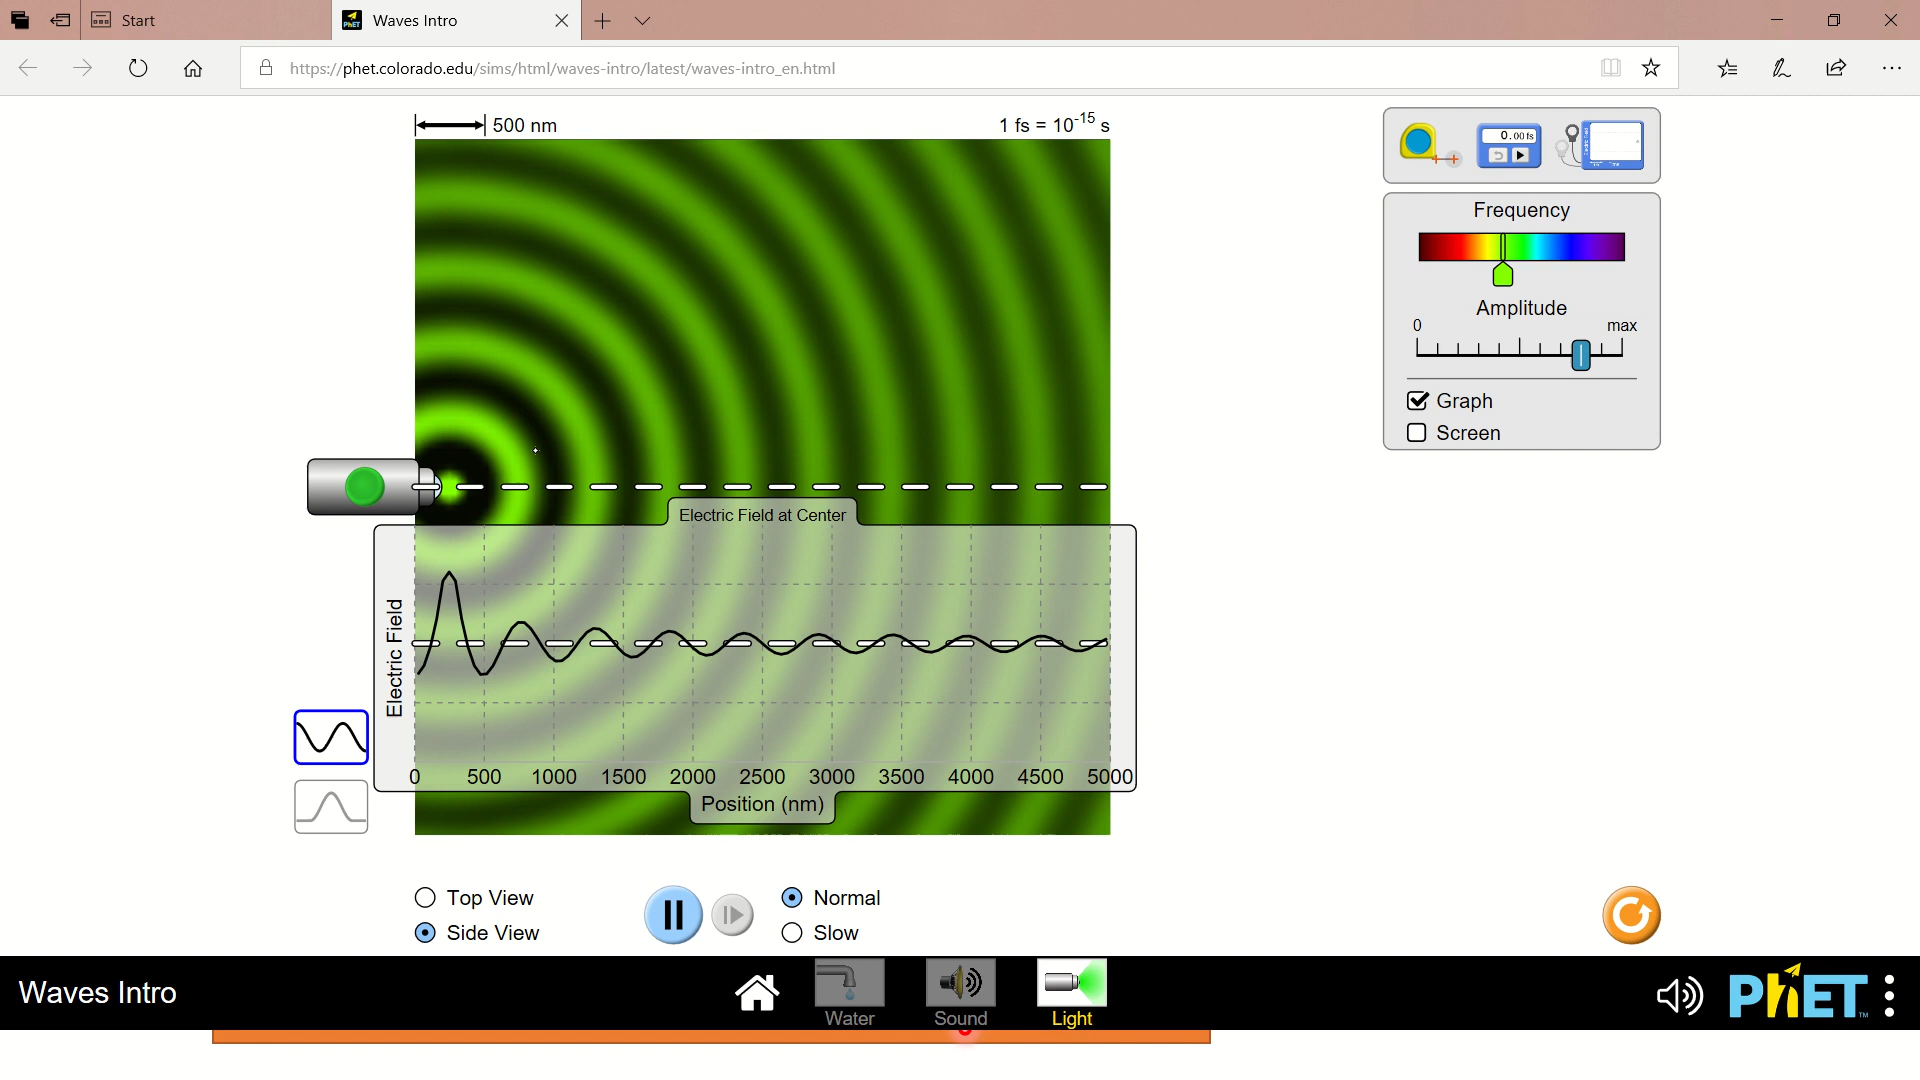 Start
Waves Intro
https://phet.colorado.edu/sims/html/waves-intro/latest/waves-intro_en.html
500 nm
1 fs = 10⁻¹⁵ s
0.00 fs
Frequency
Amplitude
0
max
Graph
Screen
Electric Field at Center
Electric Field
0 500 1000 1500 2000 2500 3000 3500 4000 4500 5000
Position (nm)
Top View
Side View
Normal
Slow
Waves Intro
Water
Sound
Light
PhET™